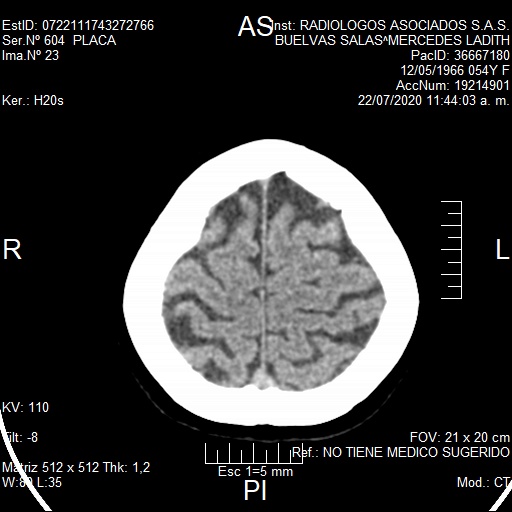 EstID: 0722111743272766
Ser.Nº 604 PLACA
Ima.Nº 23
Ker.: H20s
AS
Inst: RADIOLOGOS ASOCIADOS S.A.S.
BUELVAS SALAS^MERCEDES LADITH
PacID: 36667180
12/05/1966 054Y F
AccNum: 19214901
22/07/2020 11:44:03 a. m.
R
L
KV: 110
Filt: -8
Matriz 512 x 512 Thk: 1,2
W:80 L:35
Esc 1=5 mm
PI
FOV: 21 x 20 cm
Ref.: NO TIENE MEDICO SUGERIDO
Mod.: CT